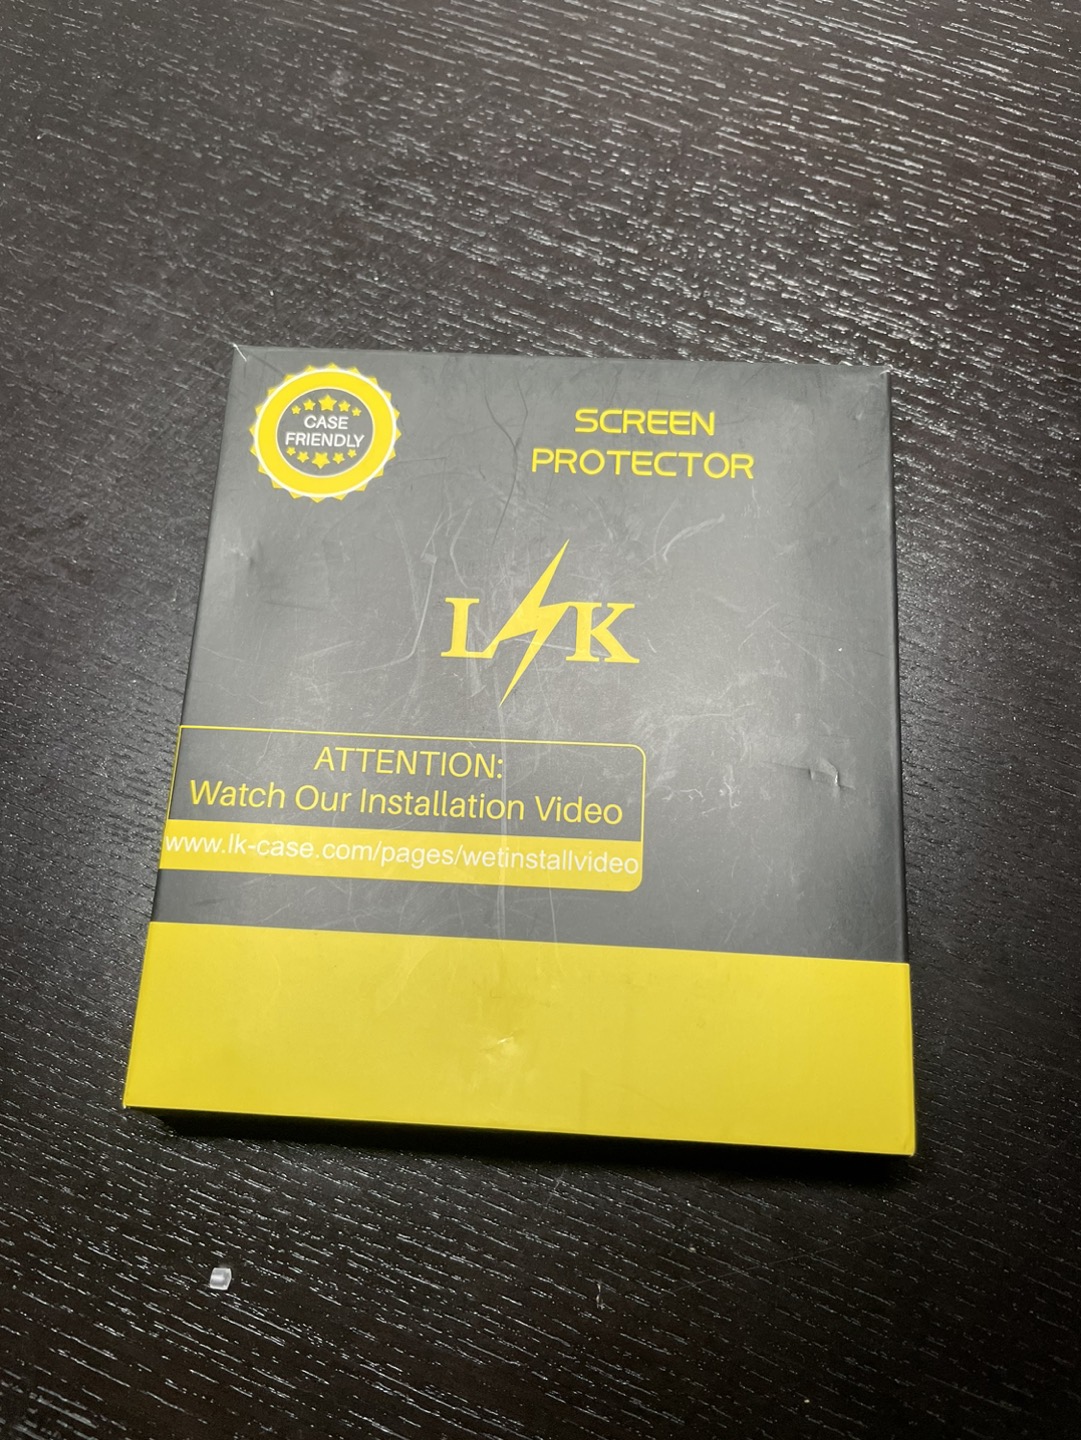 CASE
FRIENDLY
SCREEN
PROTECTOR
LK
ATTENTION:
Watch Our Installation Video
www.lk-case.com/pages/wetinstallvideo